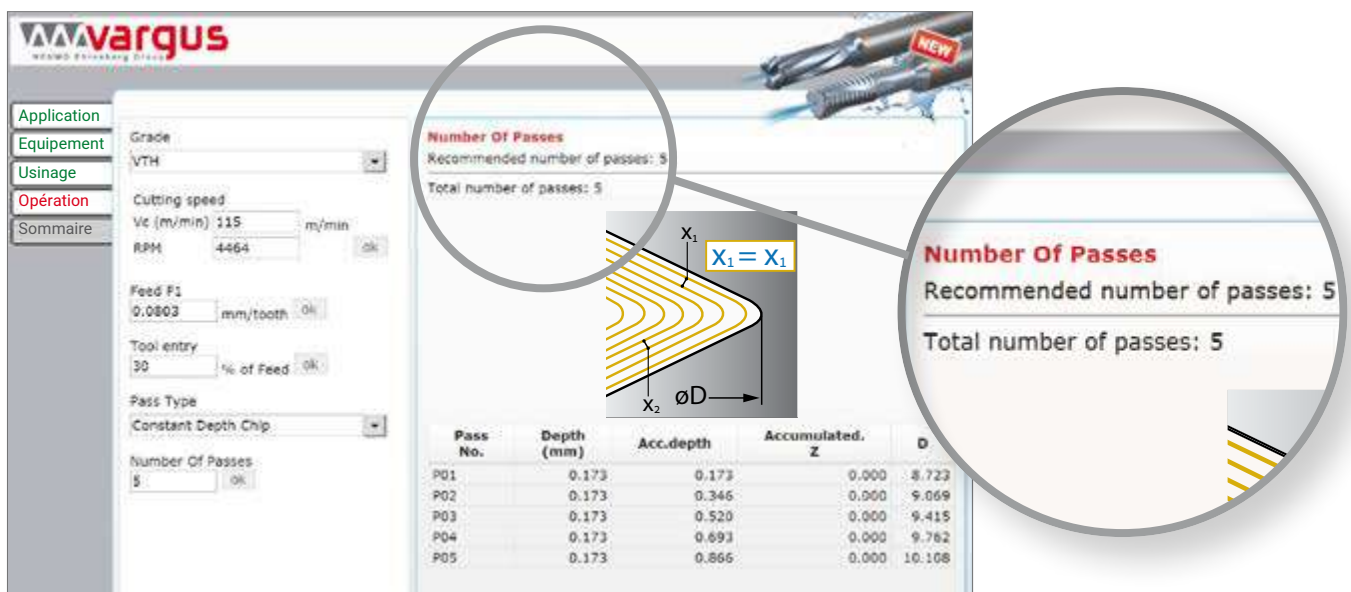 vargus
NEW
Application
Equipement
Usinage
Opération
Sommaire
Grade
VTH
Cutting speed
Vc (m/min) 115 m/min
RPM 4464 ok
Feed F1
0.0803 mm/tooth ok
Tool entry
30 % of Feed ok
Pass Type
Constant Depth Chip
Number Of Passes
5 ok
Number Of Passes
Recommended number of passes: 5
Total number of passes: 5
x₁
x₁ = x₁
x₂ øD
Pass No. Depth (mm) Acc.depth Accumulated. Z D
P01 0.173 0.173 0.000 8.723
P02 0.173 0.346 0.000 9.069
P03 0.173 0.520 0.000 9.415
P04 0.173 0.693 0.000 9.762
P05 0.173 0.866 0.000 10.108
Number Of Passes
Recommended number of passes: 5
Total number of passes: 5